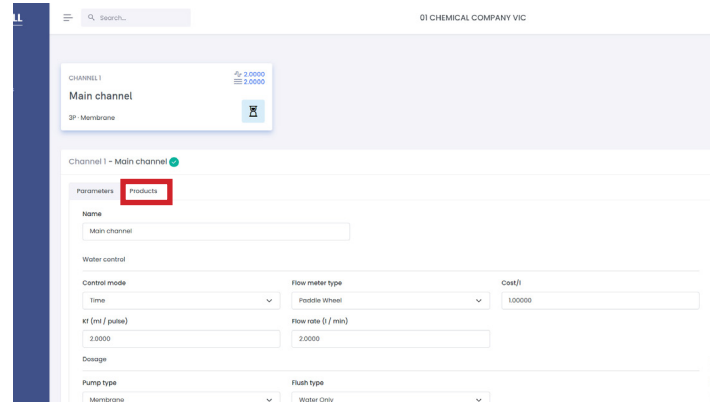 LL
Search...
01 CHEMICAL COMPANY VIC
CHANNEL 1
2.0000
2.0000
Main channel
3P - Membrane
Channel 1 - Main channel
Parameters Products
Name
Main channel
Water control
Control mode Flow meter type Cost/l
Time Paddle Wheel 1.00000
Kf (ml / pulse) Flow rate (l / min)
2.0000 2.0000
Dosage
Pump type Flush type
Membrane Water Only